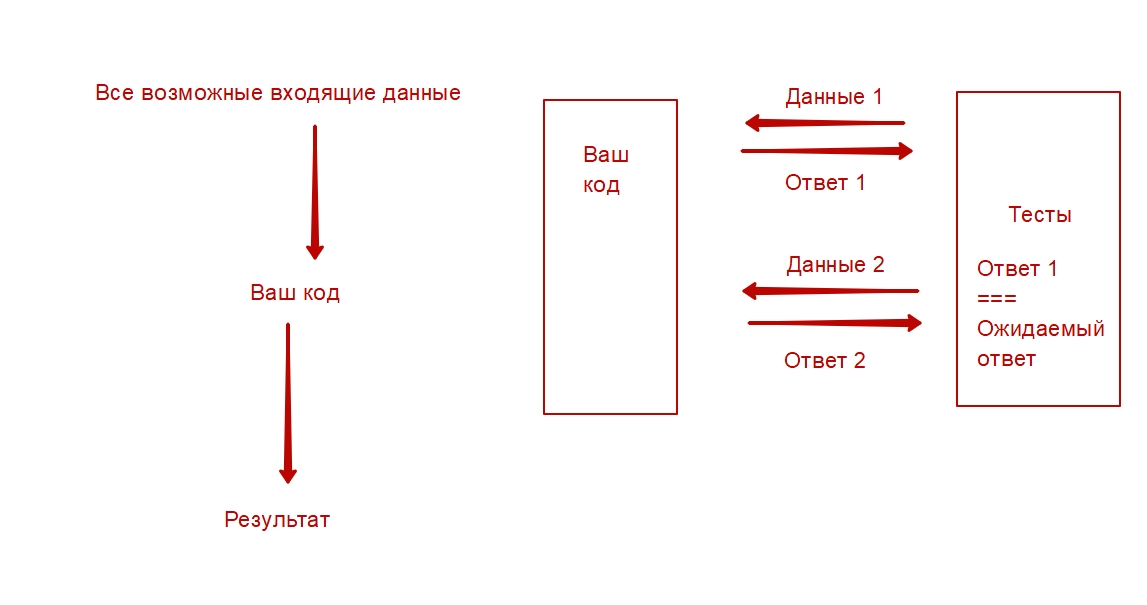 Все возможные входящие данные
Ваш код
Результат
Ваш
код
Данные 1
Ответ 1
Данные 2
Ответ 2
Тесты
Ответ 1
===
Ожидаемый
ответ